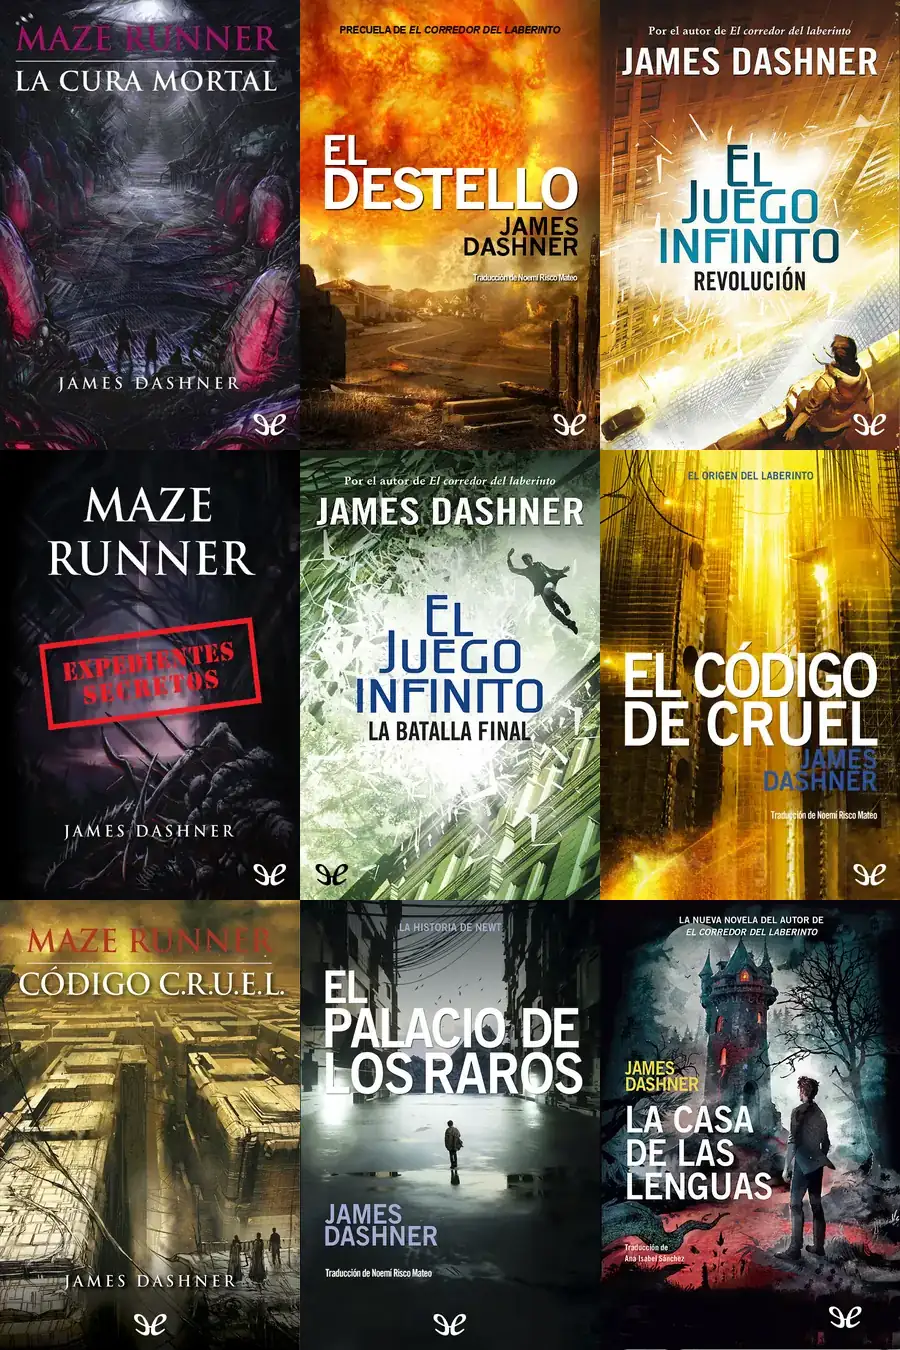 MAZE RUNNER
LA CURA MORTAL
JAMES DASHNER
PRECUELA DE EL CORREDOR DEL LABERINTO
EL
DESTELLO
JAMES
DASHNER
Traducción de Noemí Risco Mateo
Por el autor de El corredor del laberinto
JAMES DASHNER
EL
JUEGO
INFINITO
REVOLUCIÓN
MAZE
RUNNER
EXPEDIENTES
SECRETOS
JAMES DASHNER
Por el autor de El corredor del laberinto
JAMES DASHNER
EL
JUEGO
INFINITO
LA BATALLA FINAL
EL ORIGEN DEL LABERINTO
EL CÓDIGO
DE CRUEL
JAMES
DASHNER
Traducción de Noemí Risco Mateo
MAZE RUNNER
CÓDIGO C.R.U.E.L.
JAMES DASHNER
LA HISTORIA DE NEWT
EL
PALACIO DE
LOS RAROS
JAMES
DASHNER
Traducción de Noemí Risco Mateo
LA NUEVA NOVELA DEL AUTOR DE
EL CORREDOR DEL LABERINTO
JAMES
DASHNER
LA CASA
DE LAS
LENGUAS
Traducción de
Ana Isabel Sánchez